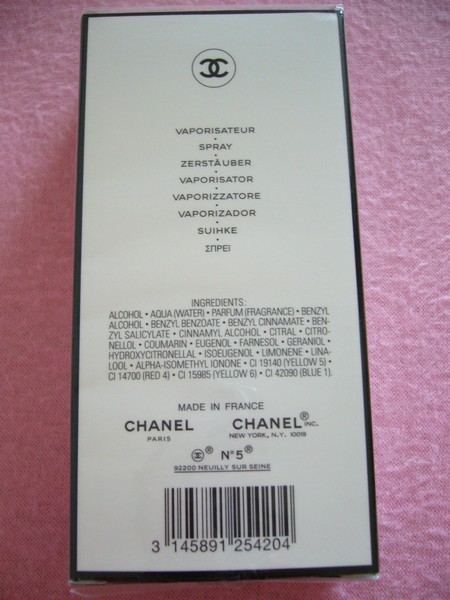 VAPORISATEUR
•
SPRAY
•
ZERSTÄUBER
•
VAPORISATOR
•
VAPORIZZATORE
•
VAPORIZADOR
•
SUIHKE
•
ΣΠΡΕΪ
INGREDIENTS:
ALCOHOL • AQUA (WATER) • PARFUM (FRAGRANCE) • BENZYL
ALCOHOL • BENZYL BENZOATE • BENZYL CINNAMATE • BEN-
ZYL SALICYLATE • CINNAMYL ALCOHOL • CITRAL • CITRO-
NELLOL • COUMARIN • EUGENOL • FARNESOL • GERANIOL •
HYDROXYCITRONELLAL • ISOEUGENOL • LIMONENE • LINA-
LOOL • ALPHA-ISOMETHYL IONONE • CI 19140 (YELLOW 5) •
CI 14700 (RED 4) • CI 15985 (YELLOW 6) • CI 42090 (BLUE 1).
MADE IN FRANCE
CHANEL CHANEL® INC.
PARIS NEW YORK, N.Y. 10019
® N°5®
92200 NEUILLY SUR SEINE
3 145891 254204